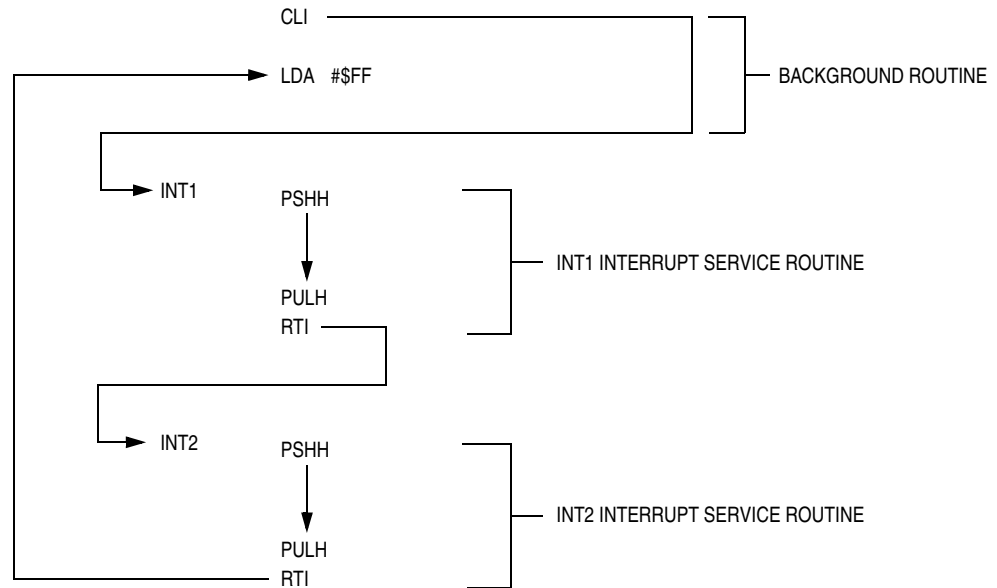 CLI
LDA #$FF
BACKGROUND ROUTINE
INT1
PSHH
INT1 INTERRUPT SERVICE ROUTINE
PULH
RTI
INT2
PSHH
INT2 INTERRUPT SERVICE ROUTINE
PULH
RTI